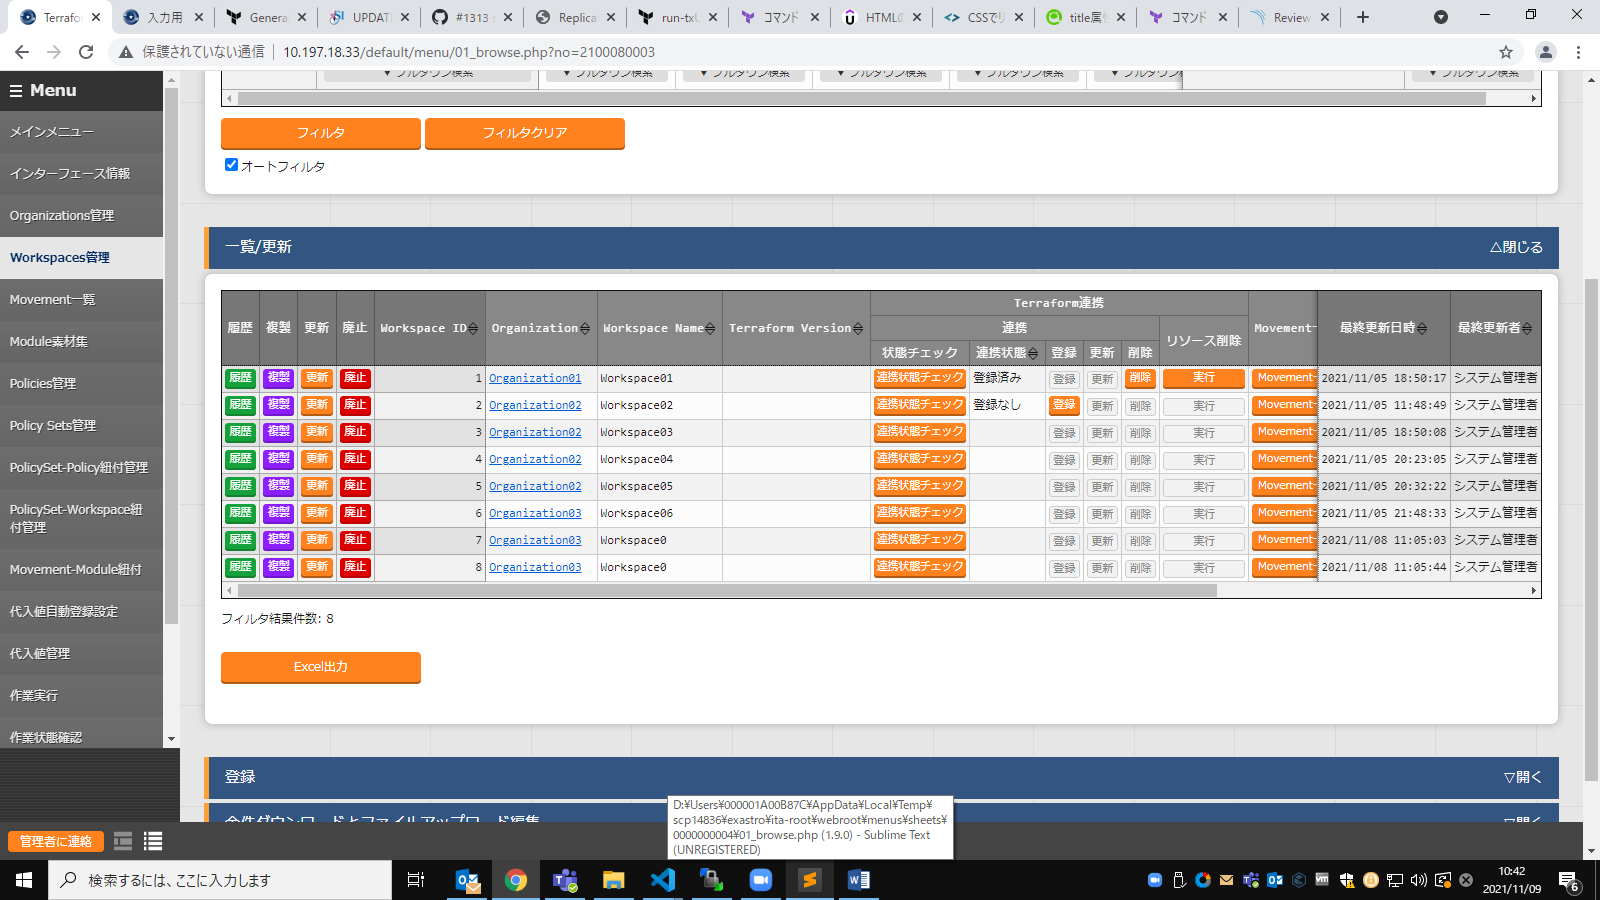 Terrafor
入力用
Genera
UPDATI
#1313 s
Replica
run-txt
コマンド
HTMLの
CSSでリ
title属
コマンド
Review
保護されていない通信 | 10.197.18.33/default/menu/01_browse.php?no=2100080003
Menu
メインメニュー
インターフェース情報
Organizations管理
Workspaces管理
Movement一覧
Module素材集
Policies管理
Policy Sets管理
PolicySet-Policy紐付管理
PolicySet-Workspace紐
付管理
Movement-Module紐付
代入値自動登録設定
代入値管理
作業実行
作業状態確認
管理者に連絡
▼ プルダウン検索 ▼ プルダウン検索 ▼ プルダウン検索 ▼ プルダウン検索 ▼ プルダウン検索 ▼ プルダウン ▼ プルダウン検索
フィルタ フィルタクリア
オートフィルタ
一覧/更新 △閉じる
履歴 複製 更新 廃止 Workspace ID Organization Workspace Name Terraform Version Terraform連携 Movement- 最終更新日時 最終更新者
連携 リソース削除
状態チェック 連携状態 登録 更新 削除
履歴 複製 更新 廃止 1 Organization01 Workspace01 連携状態チェック 登録済み 登録 更新 削除 実行 Movement- 2021/11/05 18:50:17 システム管理者
履歴 複製 更新 廃止 2 Organization02 Workspace02 連携状態チェック 登録なし 登録 更新 削除 実行 Movement- 2021/11/05 11:48:49 システム管理者
履歴 複製 更新 廃止 3 Organization02 Workspace03 連携状態チェック 登録 更新 削除 実行 Movement- 2021/11/05 18:50:08 システム管理者
履歴 複製 更新 廃止 4 Organization02 Workspace04 連携状態チェック 登録 更新 削除 実行 Movement- 2021/11/05 20:23:05 システム管理者
履歴 複製 更新 廃止 5 Organization02 Workspace05 連携状態チェック 登録 更新 削除 実行 Movement- 2021/11/05 20:32:22 システム管理者
履歴 複製 更新 廃止 6 Organization03 Workspace06 連携状態チェック 登録 更新 削除 実行 Movement- 2021/11/05 21:48:33 システム管理者
履歴 複製 更新 廃止 7 Organization03 Workspace0 連携状態チェック 登録 更新 削除 実行 Movement- 2021/11/08 11:05:03 システム管理者
履歴 複製 更新 廃止 8 Organization03 Workspace0 連携状態チェック 登録 更新 削除 実行 Movement- 2021/11/08 11:05:44 システム管理者
フィルタ結果件数: 8
Excel出力
登録 ▽開く
全件ダウンロードとファイルアップロード編集 ▽開く
D:¥Users¥000001A00B87C¥AppData¥Local¥Temp¥
scp14836¥exastro¥ita-root¥webroot¥menus¥sheets¥
0000000004¥01_browse.php (1.9.0) - Sublime Text
(UNREGISTERED)
検索するには、ここに入力します
10:42
2021/11/09
6